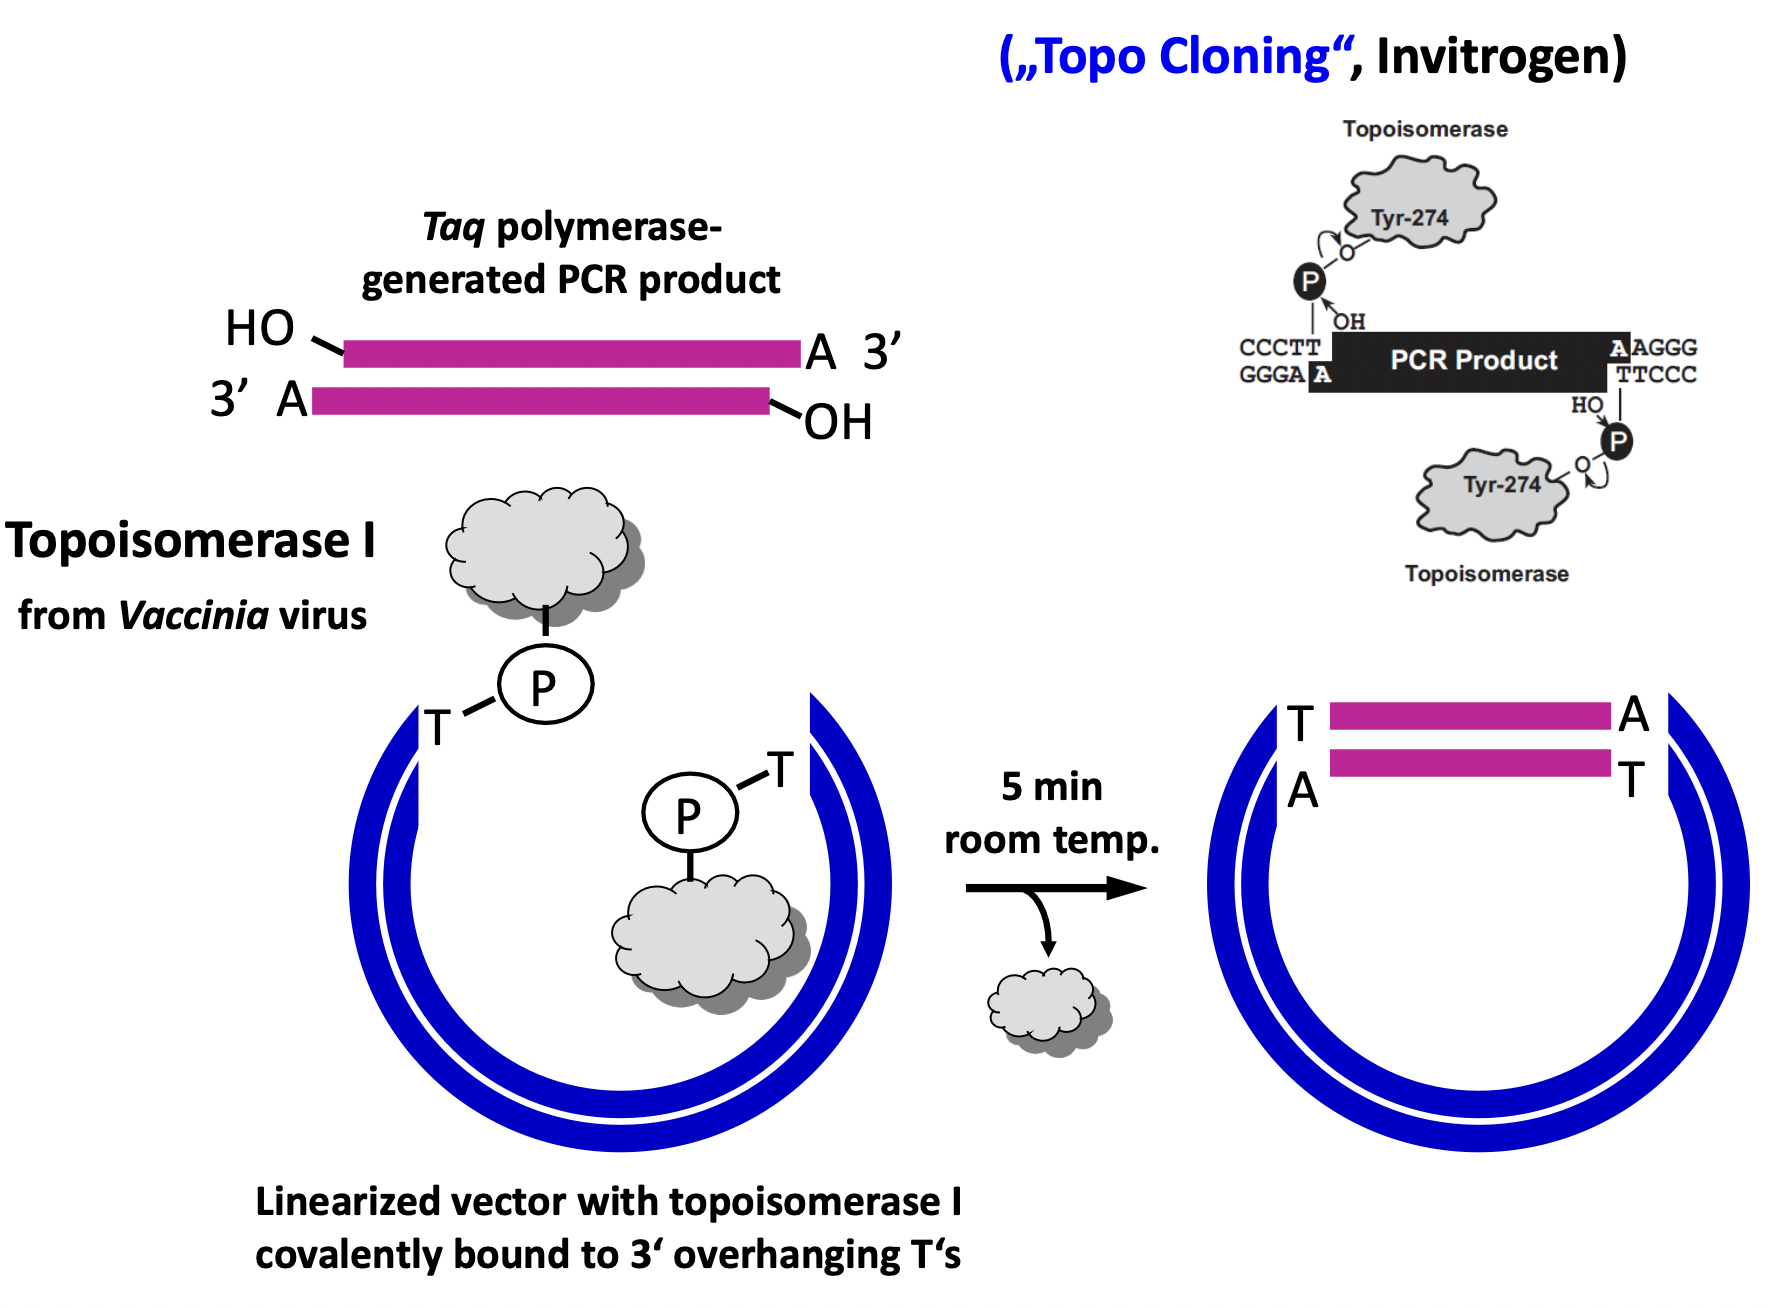 („Topo Cloning“, Invitrogen)
Topoisomerase
Tyr-274
O
P
OH
CCCTT
GGGA A
PCR Product
A AGGG
TTCCC
HO
P
O
Tyr-274
Topoisomerase
Taq polymerase-
generated PCR product
HO
A 3’
3’ A
OH
Topoisomerase I
from Vaccinia virus
P
T
T
P
5 min
room temp.
T
A
A
T
Linearized vector with topoisomerase I
covalently bound to 3‘ overhanging T‘s